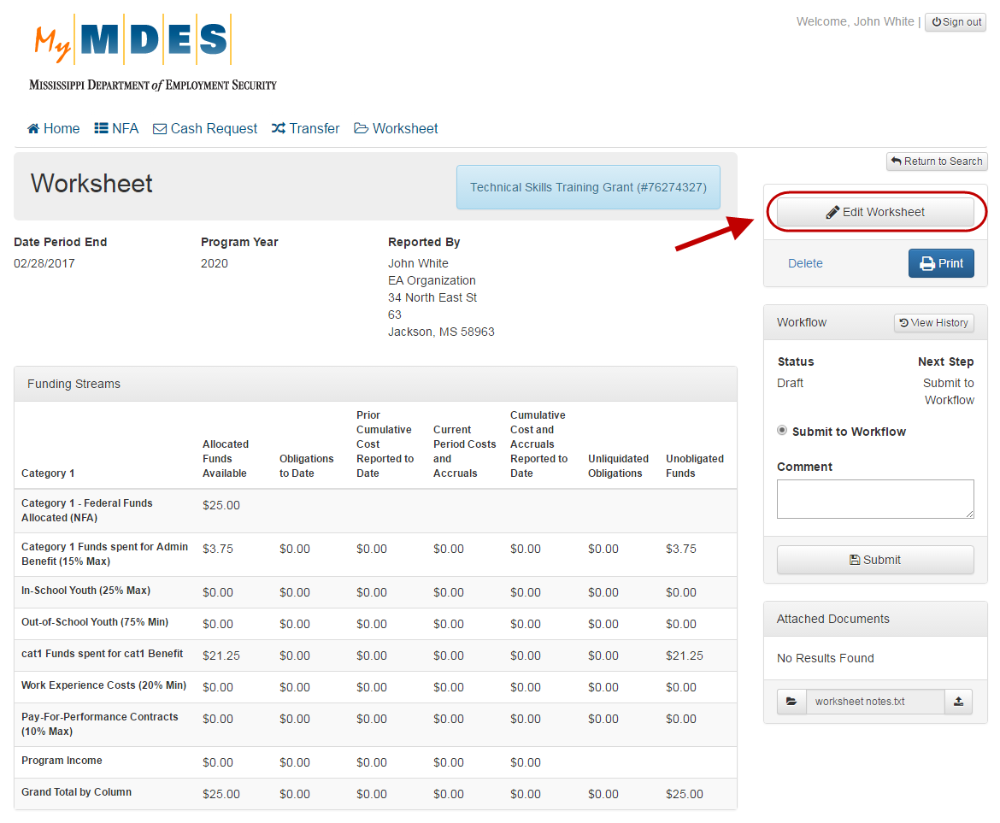 My MDES
Mississippi Department of Employment Security
Welcome, John White | Sign out
Home NFA Cash Request Transfer Worksheet
Return to Search
Worksheet
Technical Skills Training Grant (#76274327)
Edit Worksheet
Delete Print
Date Period End Program Year Reported By
02/28/2017 2020 John White
EA Organization
34 North East St
63
Jackson, MS 58963
Workflow View History
Status Next Step
Draft Submit to
Workflow
Submit to Workflow
Comment
Submit
Attached Documents
No Results Found
worksheet notes.txt
Funding Streams
Category 1
Allocated
Funds
Available
Obligations
to Date
Prior
Cumulative
Cost
Reported to
Date
Current
Period Costs
and
Accruals
Cumulative
Cost and
Accruals
Reported to
Date
Unliquidated
Obligations
Unobligated
Funds
Category 1 - Federal Funds
Allocated (NFA)
$25.00
Category 1 Funds spent for Admin
Benefit (15% Max)
$3.75 $0.00 $0.00 $0.00 $0.00 $0.00 $3.75
In-School Youth (25% Max) $0.00 $0.00 $0.00 $0.00 $0.00 $0.00 $0.00
Out-of-School Youth (75% Min) $0.00 $0.00 $0.00 $0.00 $0.00 $0.00 $0.00
cat1 Funds spent for cat1 Benefit $21.25 $0.00 $0.00 $0.00 $0.00 $0.00 $21.25
Work Experience Costs (20% Min) $0.00 $0.00 $0.00 $0.00 $0.00 $0.00 $0.00
Pay-For-Performance Contracts
(10% Max)
$0.00 $0.00 $0.00 $0.00 $0.00 $0.00 $0.00
Program Income $0.00 $0.00 $0.00 $0.00 $0.00
Grand Total by Column $25.00 $0.00 $0.00 $0.00 $0.00 $0.00 $25.00